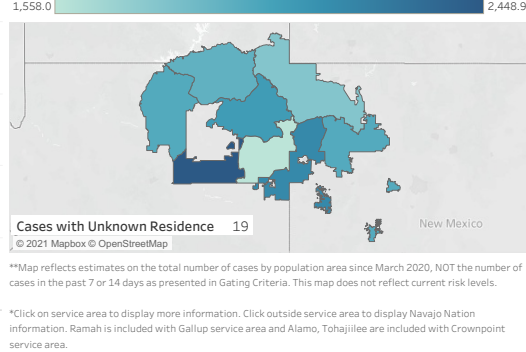 1,558.0 2,448.9
New Mexico
Cases with Unknown Residence 19
© 2021 Mapbox © OpenStreetMap
**Map reflects estimates on the total number of cases by population area since March 2020, NOT the number of
cases in the past 7 or 14 days as presented in Gating Criteria. This map does not reflect current risk levels.
*Click on service area to display more information. Click outside service area to display Navajo Nation
information. Ramah is included with Gallup service area and Alamo, Tohajiilee are included with Crownpoint
service area.